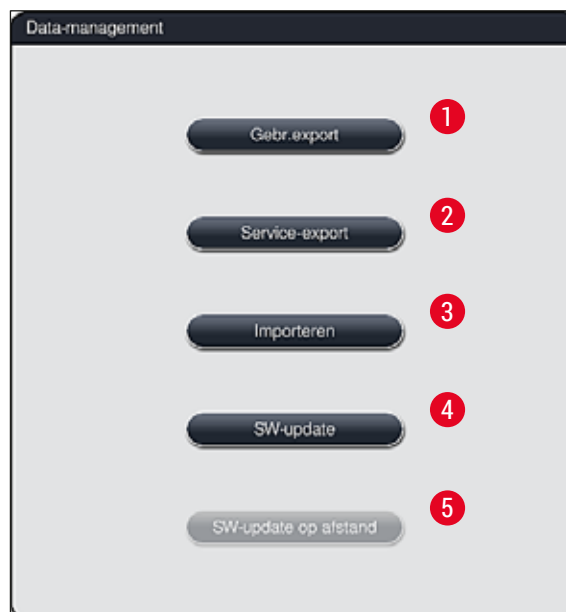 Data-management
Gebr.export
1
Service-export
2
Importeren
3
SW-update
4
SW-update op afstand
5